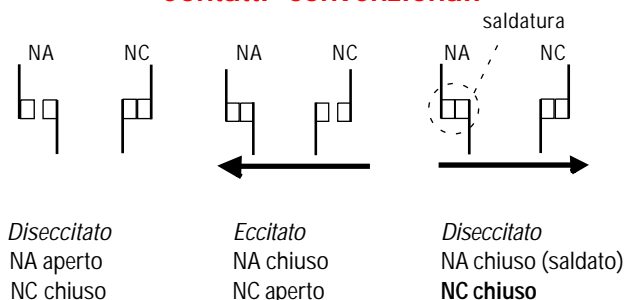 saldatura
NA NC NA NC NA NC
Diseccitato Eccitato Diseccitato
NA aperto NA chiuso NA chiuso (saldato)
NC chiuso NC aperto NC chiuso